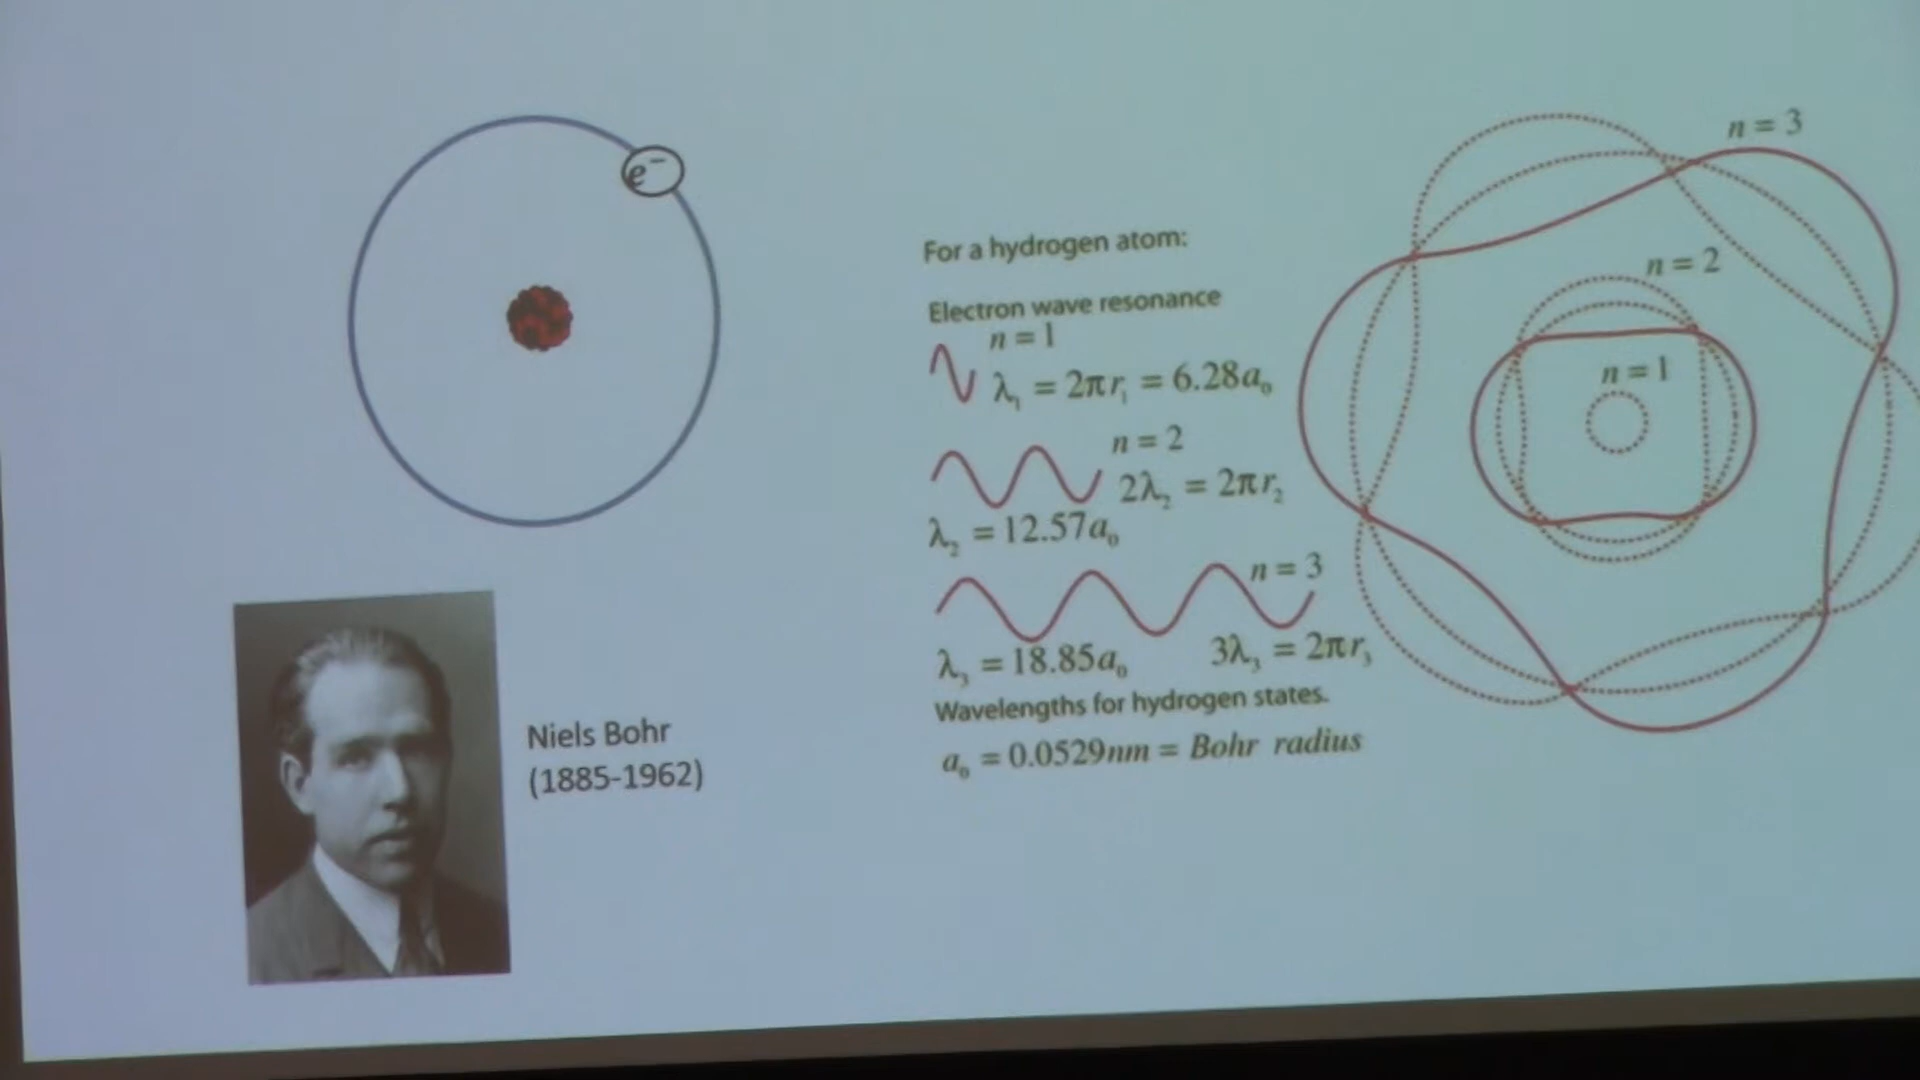 e⁻
Niels Bohr
(1885-1962)
For a hydrogen atom:
Electron wave resonance
n = 1
λ₁ = 2πr₁ = 6.28a₀
n = 2
2λ₂ = 2πr₂
λ₂ = 12.57a₀
n = 3
λ₃ = 18.85a₀ 3λ₃ = 2πr₃
Wavelengths for hydrogen states.
a₀ = 0.0529nm = Bohr radius
n = 3
n = 2
n = 1